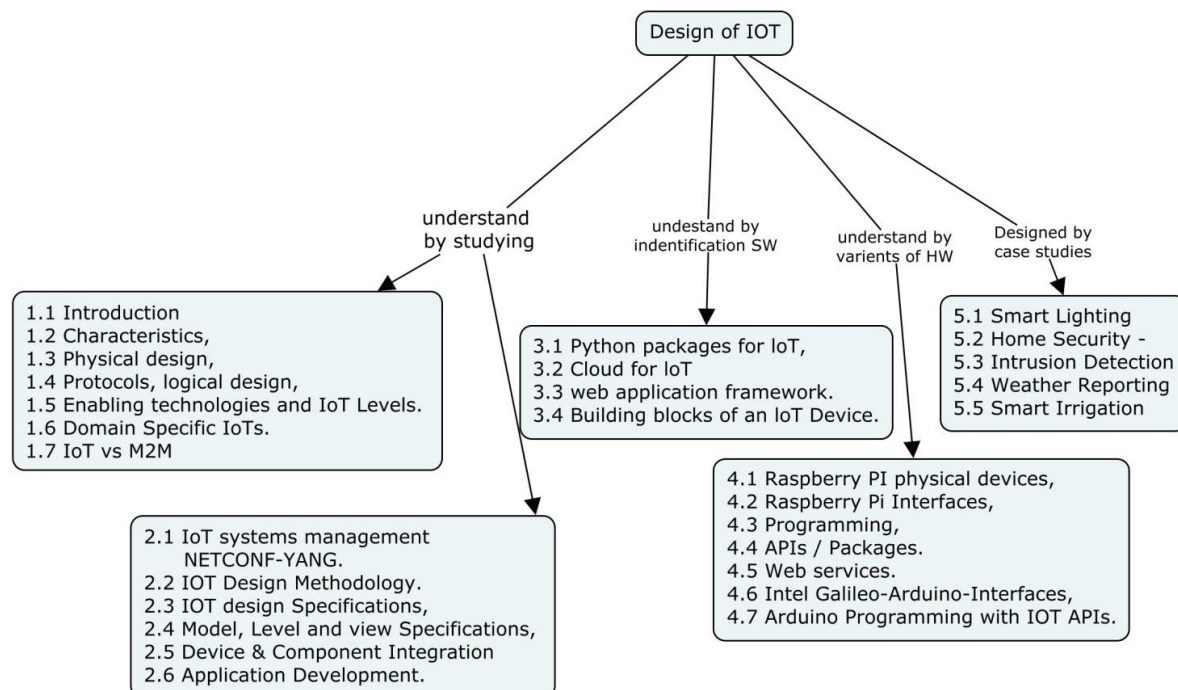 Design of IOT
understand
by studying
undestand by
indentification SW
understand by
varients of HW
Designed by
case studies
1.1 Introduction
1.2 Characteristics,
1.3 Physical design,
1.4 Protocols, logical design,
1.5 Enabling technologies and IoT Levels.
1.6 Domain Specific IoTs.
1.7 IoT vs M2M
2.1 IoT systems management
NETCONF-YANG.
2.2 IOT Design Methodology.
2.3 IOT design Specifications,
2.4 Model, Level and view Specifications,
2.5 Device & Component Integration
2.6 Application Development.
3.1 Python packages for IoT,
3.2 Cloud for IoT
3.3 web application framework.
3.4 Building blocks of an IoT Device.
4.1 Raspberry PI physical devices,
4.2 Raspberry Pi Interfaces,
4.3 Programming,
4.4 APIs / Packages.
4.5 Web services.
4.6 Intel Galileo-Arduino-Interfaces,
4.7 Arduino Programming with IOT APIs.
5.1 Smart Lighting
5.2 Home Security -
5.3 Intrusion Detection
5.4 Weather Reporting
5.5 Smart Irrigation